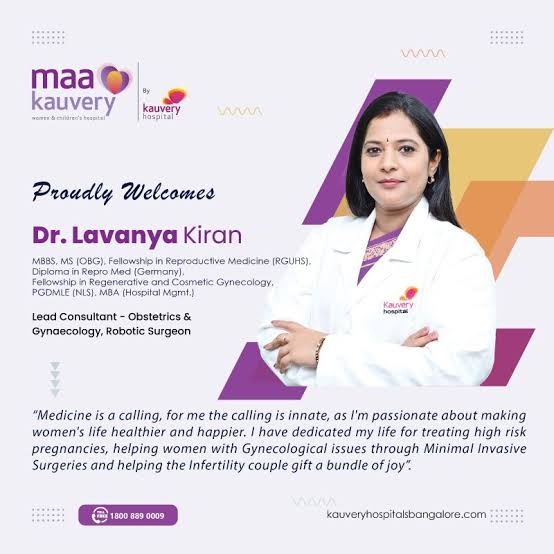 maa
kauvery
women & children's hospital
By
kauvery
hospital
Proudly Welcomes
Dr. Lavanya Kiran
MBBS, MS (OBG), Fellowship in Reproductive Medicine (RGUHS),
Diploma in Repro Med (Germany),
Fellowship in Regenerative and Cosmetic Gynecology,
PGDMLE (NLS), MBA (Hospital Mgmt.)
Lead Consultant - Obstetrics &
Gynaecology, Robotic Surgeon
Kauvery
hospital
"Medicine is a calling, for me the calling is innate, as I'm passionate about making
women's life healthier and happier. I have dedicated my life for treating high risk
pregnancies, helping women with Gynecological issues through Minimal Invasive
Surgeries and helping the Infertility couple gift a bundle of joy".
TOLL FREE
1800 889 0009
kauveryhospitalsbangalore.com